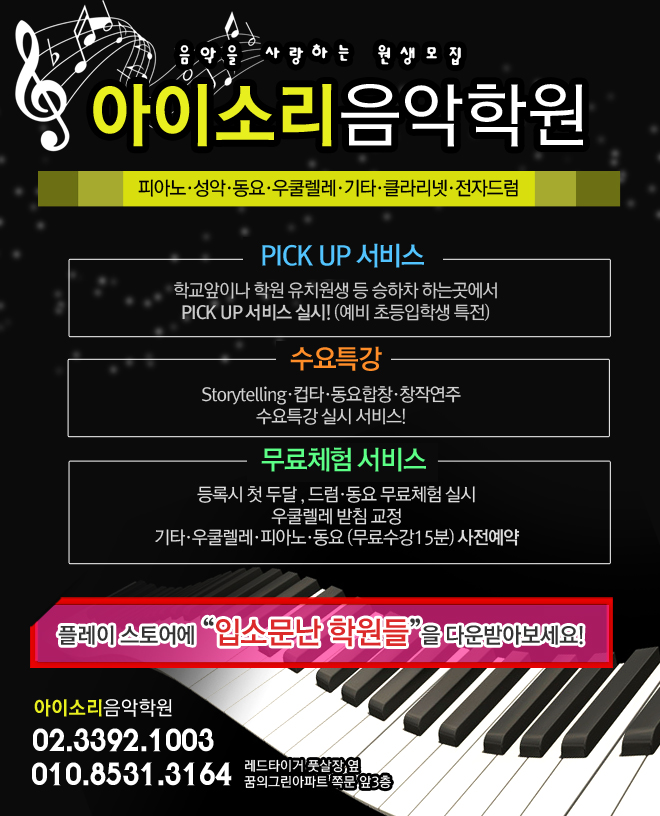 음악을 사랑하는 원생모집
아이소리음악학원
피아노·성악·동요·우쿨렐레·기타·클라리넷·전자드럼
PICK UP 서비스
학교앞이나 학원 유치원생 등 승하차 하는곳에서
PICK UP 서비스 실시! (예비 초등입학생 특전)
수요특강
Storytelling·컵타·동요합창·창작연주
수요특강 실시 서비스!
무료체험 서비스
등록시 첫 두달 , 드럼·동요 무료체험 실시
우쿨렐레 받침 교정
기타·우쿨렐레·피아노·동요 (무료수강15분) 사전예약
플레이 스토어에 “입소문난 학원들”을 다운받아보세요!
아이소리음악학원
02.3392.1003
010.8531.3164
레드타이거 풋살장 옆
꿈의그린아파트 쪽문 앞3층